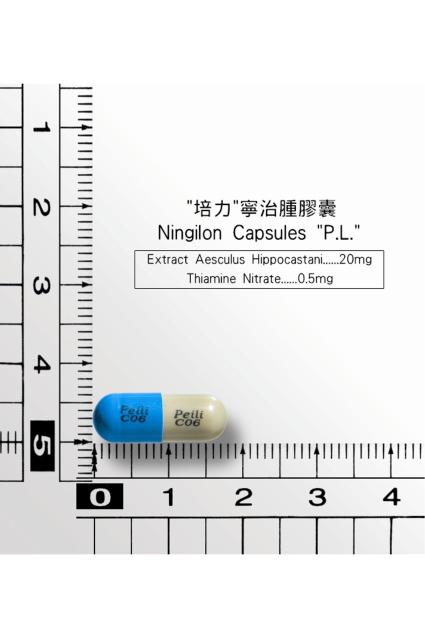 "培力"寧治腫膠囊
Ningilon Capsules "P.L."
Extract Aesculus Hippocastani......20mg
Thiamine Nitrate......0.5mg
1
2
3
4
5
Peili
C06
Peili
C06
0 1 2 3 4